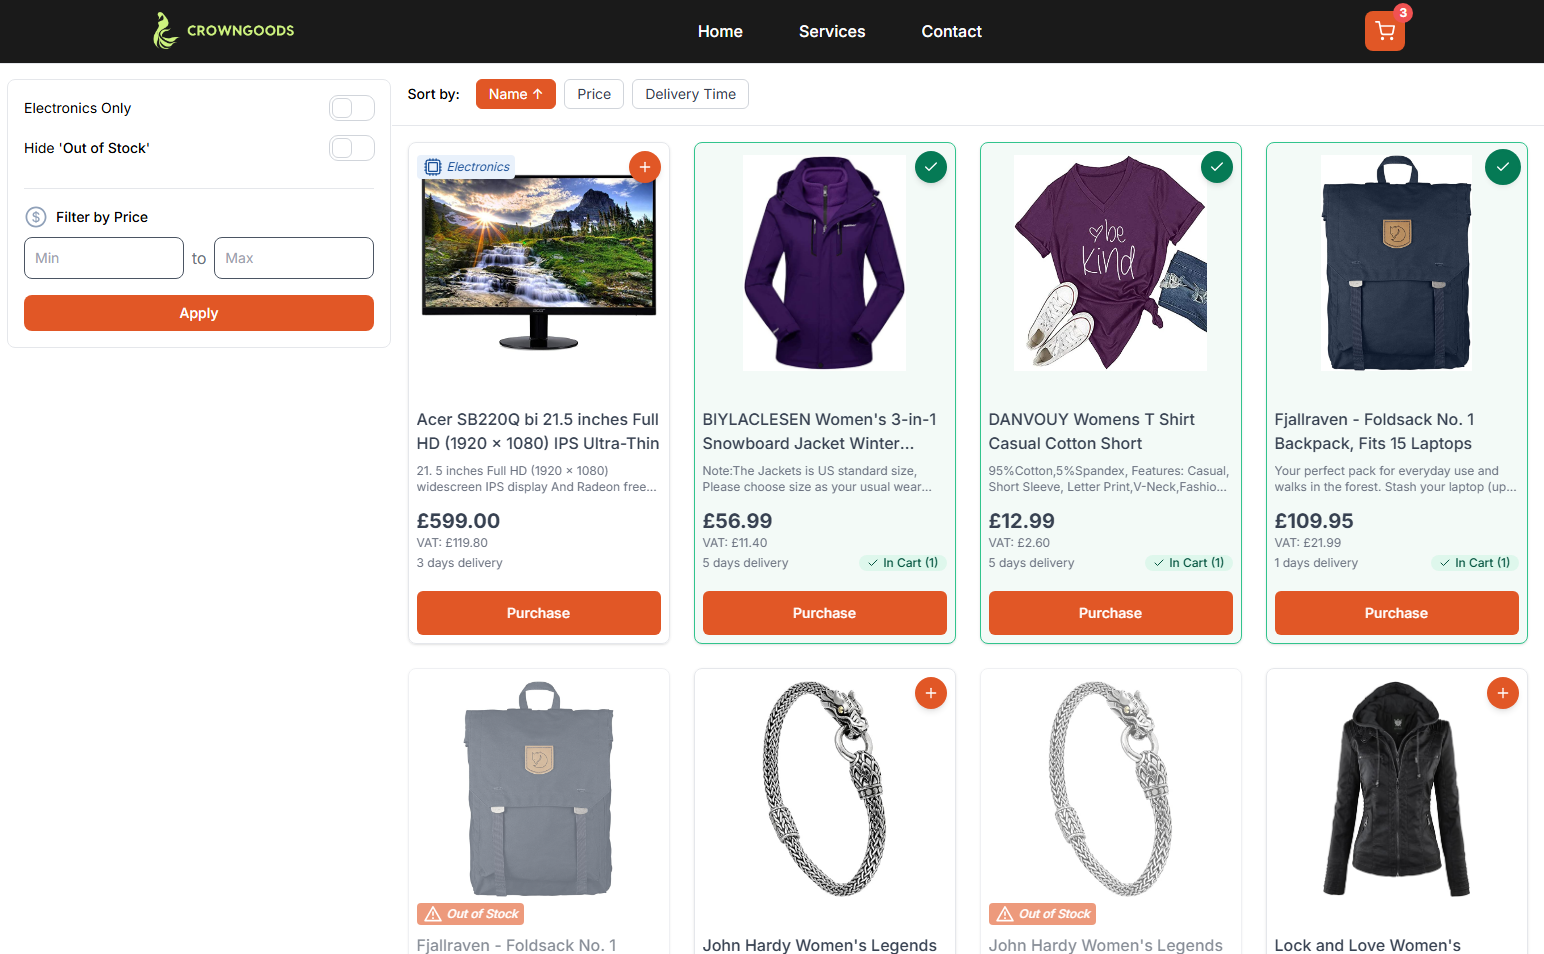 CROWNGOODS
Home
Services
Contact
3
Electronics Only
Hide 'Out of Stock'
Filter by Price
Min
to
Max
Apply
Sort by:
Name ↑
Price
Delivery Time
Electronics
Acer SB220Q bi 21.5 inches Full
HD (1920 × 1080) IPS Ultra-Thin
21. 5 inches Full HD (1920 × 1080)
widescreen IPS display And Radeon free...
£599.00
VAT: £119.80
3 days delivery
Purchase
BIYLACLESEN Women's 3-in-1
Snowboard Jacket Winter...
Note:The Jackets is US standard size,
Please choose size as your usual wear...
£56.99
VAT: £11.40
5 days delivery
In Cart (1)
Purchase
be
kind
DANVOUY Womens T Shirt
Casual Cotton Short
95%Cotton,5%Spandex, Features: Casual,
Short Sleeve, Letter Print,V-Neck,Fashio...
£12.99
VAT: £2.60
5 days delivery
In Cart (1)
Purchase
Fjallraven - Foldsack No. 1
Backpack, Fits 15 Laptops
Your perfect pack for everyday use and
walks in the forest. Stash your laptop (up...
£109.95
VAT: £21.99
1 days delivery
In Cart (1)
Purchase
Out of Stock
Fjallraven - Foldsack No. 1
John Hardy Women's Legends
Out of Stock
John Hardy Women's Legends
Lock and Love Women's